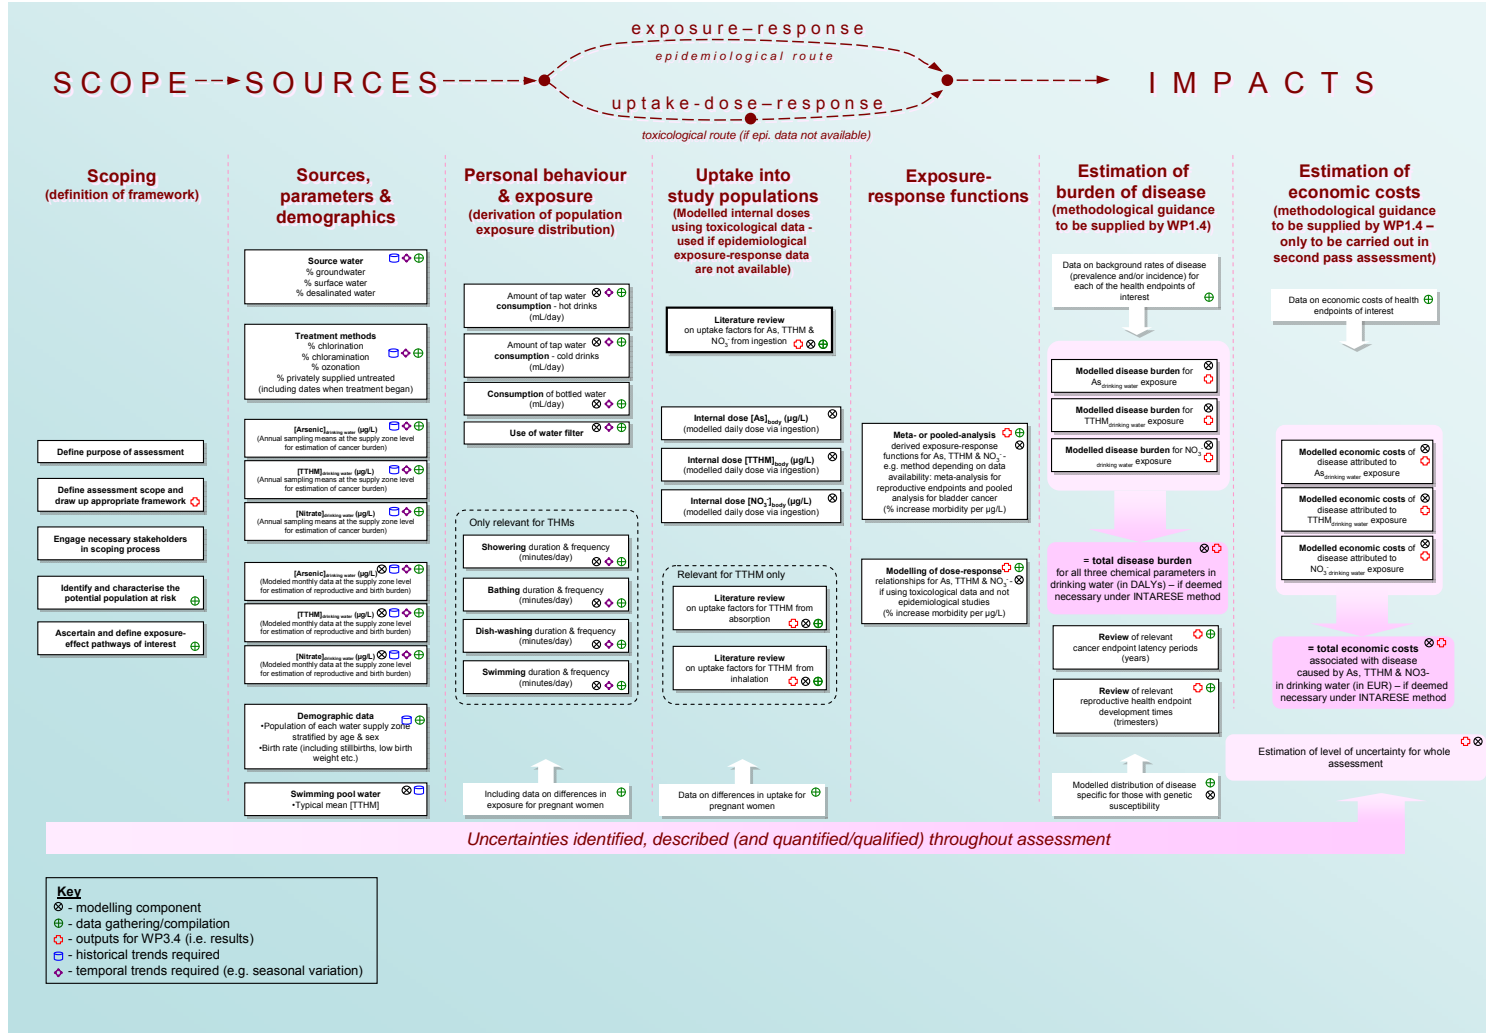 exposure–response
epidemiological route
SCOPE
SOURCES
IMPACTS
uptake-dose–response
toxicological route (if epi. data not available)
Scoping
(definition of framework)
Define purpose of assessment
Define assessment scope and
draw up appropriate framework
Engage necessary stakeholders
in scoping process
Identify and characterise the
potential population at risk
Ascertain and define exposure-
effect pathways of interest
Sources,
parameters &
demographics
Source water
% groundwater
% surface water
% desalinated water
Treatment methods
% chlorination
% chloramination
% ozonation
% privately supplied untreated
(including dates when treatment began)
[Arsenic]drinking water (µg/L)
(Annual sampling means at the supply zone level
for estimation of cancer burden)
[TTHM]drinking water (µg/L)
(Annual sampling means at the supply zone level
for estimation of cancer burden)
[Nitrate]drinking water (µg/L)
(Annual sampling means at the supply zone level
for estimation of cancer burden)
[Arsenic]drinking water (µg/L)
(Modelled monthly data at the supply zone level
for estimation of reproductive and birth burden)
[TTHM]drinking water (µg/L)
(Modelled monthly data at the supply zone level
for estimation of reproductive and birth burden)
[Nitrate]drinking water (µg/L)
(Modeled monthly data at the supply zone level
for estimation of reproductive and birth burden)
Demographic data
•Population of each water supply zone
stratified by age & sex
•Birth rate (including stillbirths, low birth
weight etc.)
Swimming pool water
•Typical mean [TTHM]
Personal behaviour
& exposure
(derivation of population
exposure distribution)
Amount of tap water
consumption - hot drinks
(mL/day)
Amount of tap water
consumption - cold drinks
(mL/day)
Consumption of bottled water
(mL/day)
Use of water filter
Only relevant for THMs
Showering duration & frequency
(minutes/day)
Bathing duration & frequency
(minutes/day)
Dish-washing duration & frequency
(minutes/day)
Swimming duration & frequency
(minutes/day)
Including data on differences in
exposure for pregnant women
Uptake into
study populations
(Modelled internal doses
using toxicological data -
used if epidemiological
exposure-response data
are not available)
Literature review
on uptake factors for As, TTHM &
NO3- from ingestion
Internal dose [As]body (µg/L)
(modelled daily dose via ingestion)
Internal dose [TTHM]body (µg/L)
(modelled daily dose via ingestion)
Internal dose [NO3-]body (µg/L)
(modelled daily dose via ingestion)
Relevant for TTHM only
Literature review
on uptake factors for TTHM from
absorption
Literature review
on uptake factors for TTHM from
inhalation
Data on differences in uptake for
pregnant women
Exposure-
response functions
Meta- or pooled-analysis
derived exposure-response
functions for As, TTHM & NO3- -
e.g. method depending on data
availability: meta-analysis for
reproductive endpoints and pooled
analysis for bladder cancer
(% increase morbidity per µg/L)
Modelling of dose-response
relationships for As, TTHM & NO3- -
if using toxicological data and not
epidemiological studies
(% increase morbidity per µg/L)
Estimation of
burden of disease
(methodological guidance
to be supplied by WP1.4)
Data on background rates of disease
(prevalence and/or incidence) for
each of the health endpoints of
interest
Modelled disease burden for
Asdrinking water exposure
Modelled disease burden for
TTHMdrinking water exposure
Modelled disease burden for NO3-
drinking water exposure
= total disease burden
for all three chemical parameters in
drinking water (in DALYs) – if deemed
necessary under INTARESE method
Review of relevant
cancer endpoint latency periods
(years)
Review of relevant
reproductive health endpoint
development times
(trimesters)
Modelled distribution of disease
specific for those with genetic
susceptibility
Estimation of
economic costs
(methodological guidance
to be supplied by WP1.4 –
only to be carried out in
second pass assessment)
Data on economic costs of health
endpoints of interest
Modelled economic costs of
disease attributed to
Asdrinking water exposure
Modelled economic costs of
disease attributed to
TTHMdrinking water exposure
Modelled economic costs of
disease attributed to
NO3-drinking water exposure
= total economic costs
associated with disease
caused by As, TTHM & NO3-
in drinking water (in EUR) – if deemed
necessary under INTARESE method
Estimation of level of uncertainty for whole
assessment
Uncertainties identified, described (and quantified/qualified) throughout assessment
Key
- modelling component
- data gathering/compilation
- outputs for WP3.4 (i.e. results)
- historical trends required
- temporal trends required (e.g. seasonal variation)